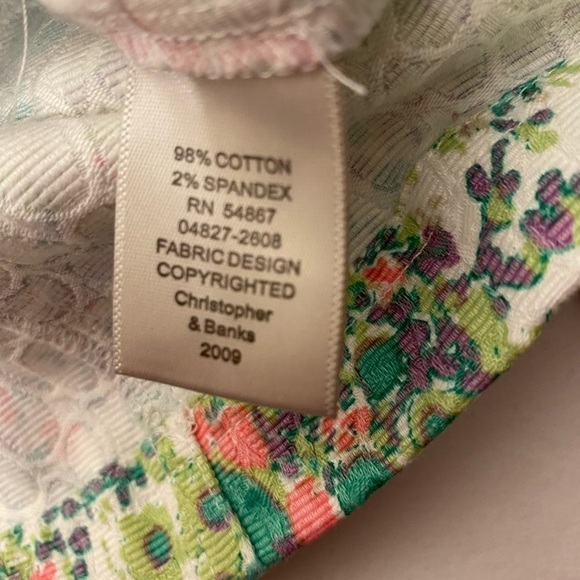 98% COTTON
2% SPANDEX
RN 54867
04827-2608
FABRIC DESIGN
COPYRIGHTED
Christopher
& Banks
2009